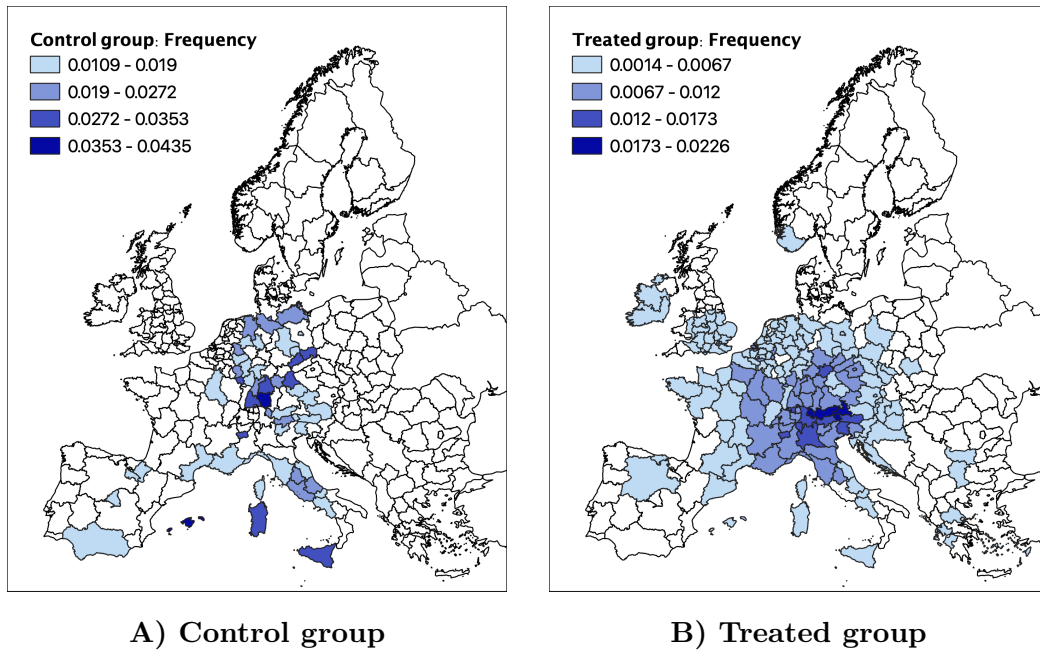 Control group: Frequency
0.0109 - 0.019
0.019 - 0.0272
0.0272 - 0.0353
0.0353 - 0.0435
Treated group: Frequency
0.0014 - 0.0067
0.0067 - 0.012
0.012 - 0.0173
0.0173 - 0.0226
A) Control group
B) Treated group